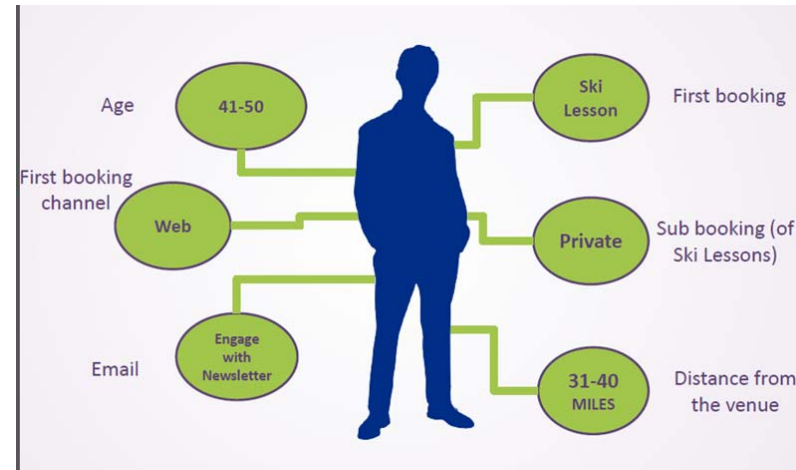 Age
41-50
First booking
channel
Web
Email
Engage
with
Newsletter
Ski
Lesson
First booking
Private
Sub booking (of
Ski Lessons)
31-40
MILES
Distance from
the venue